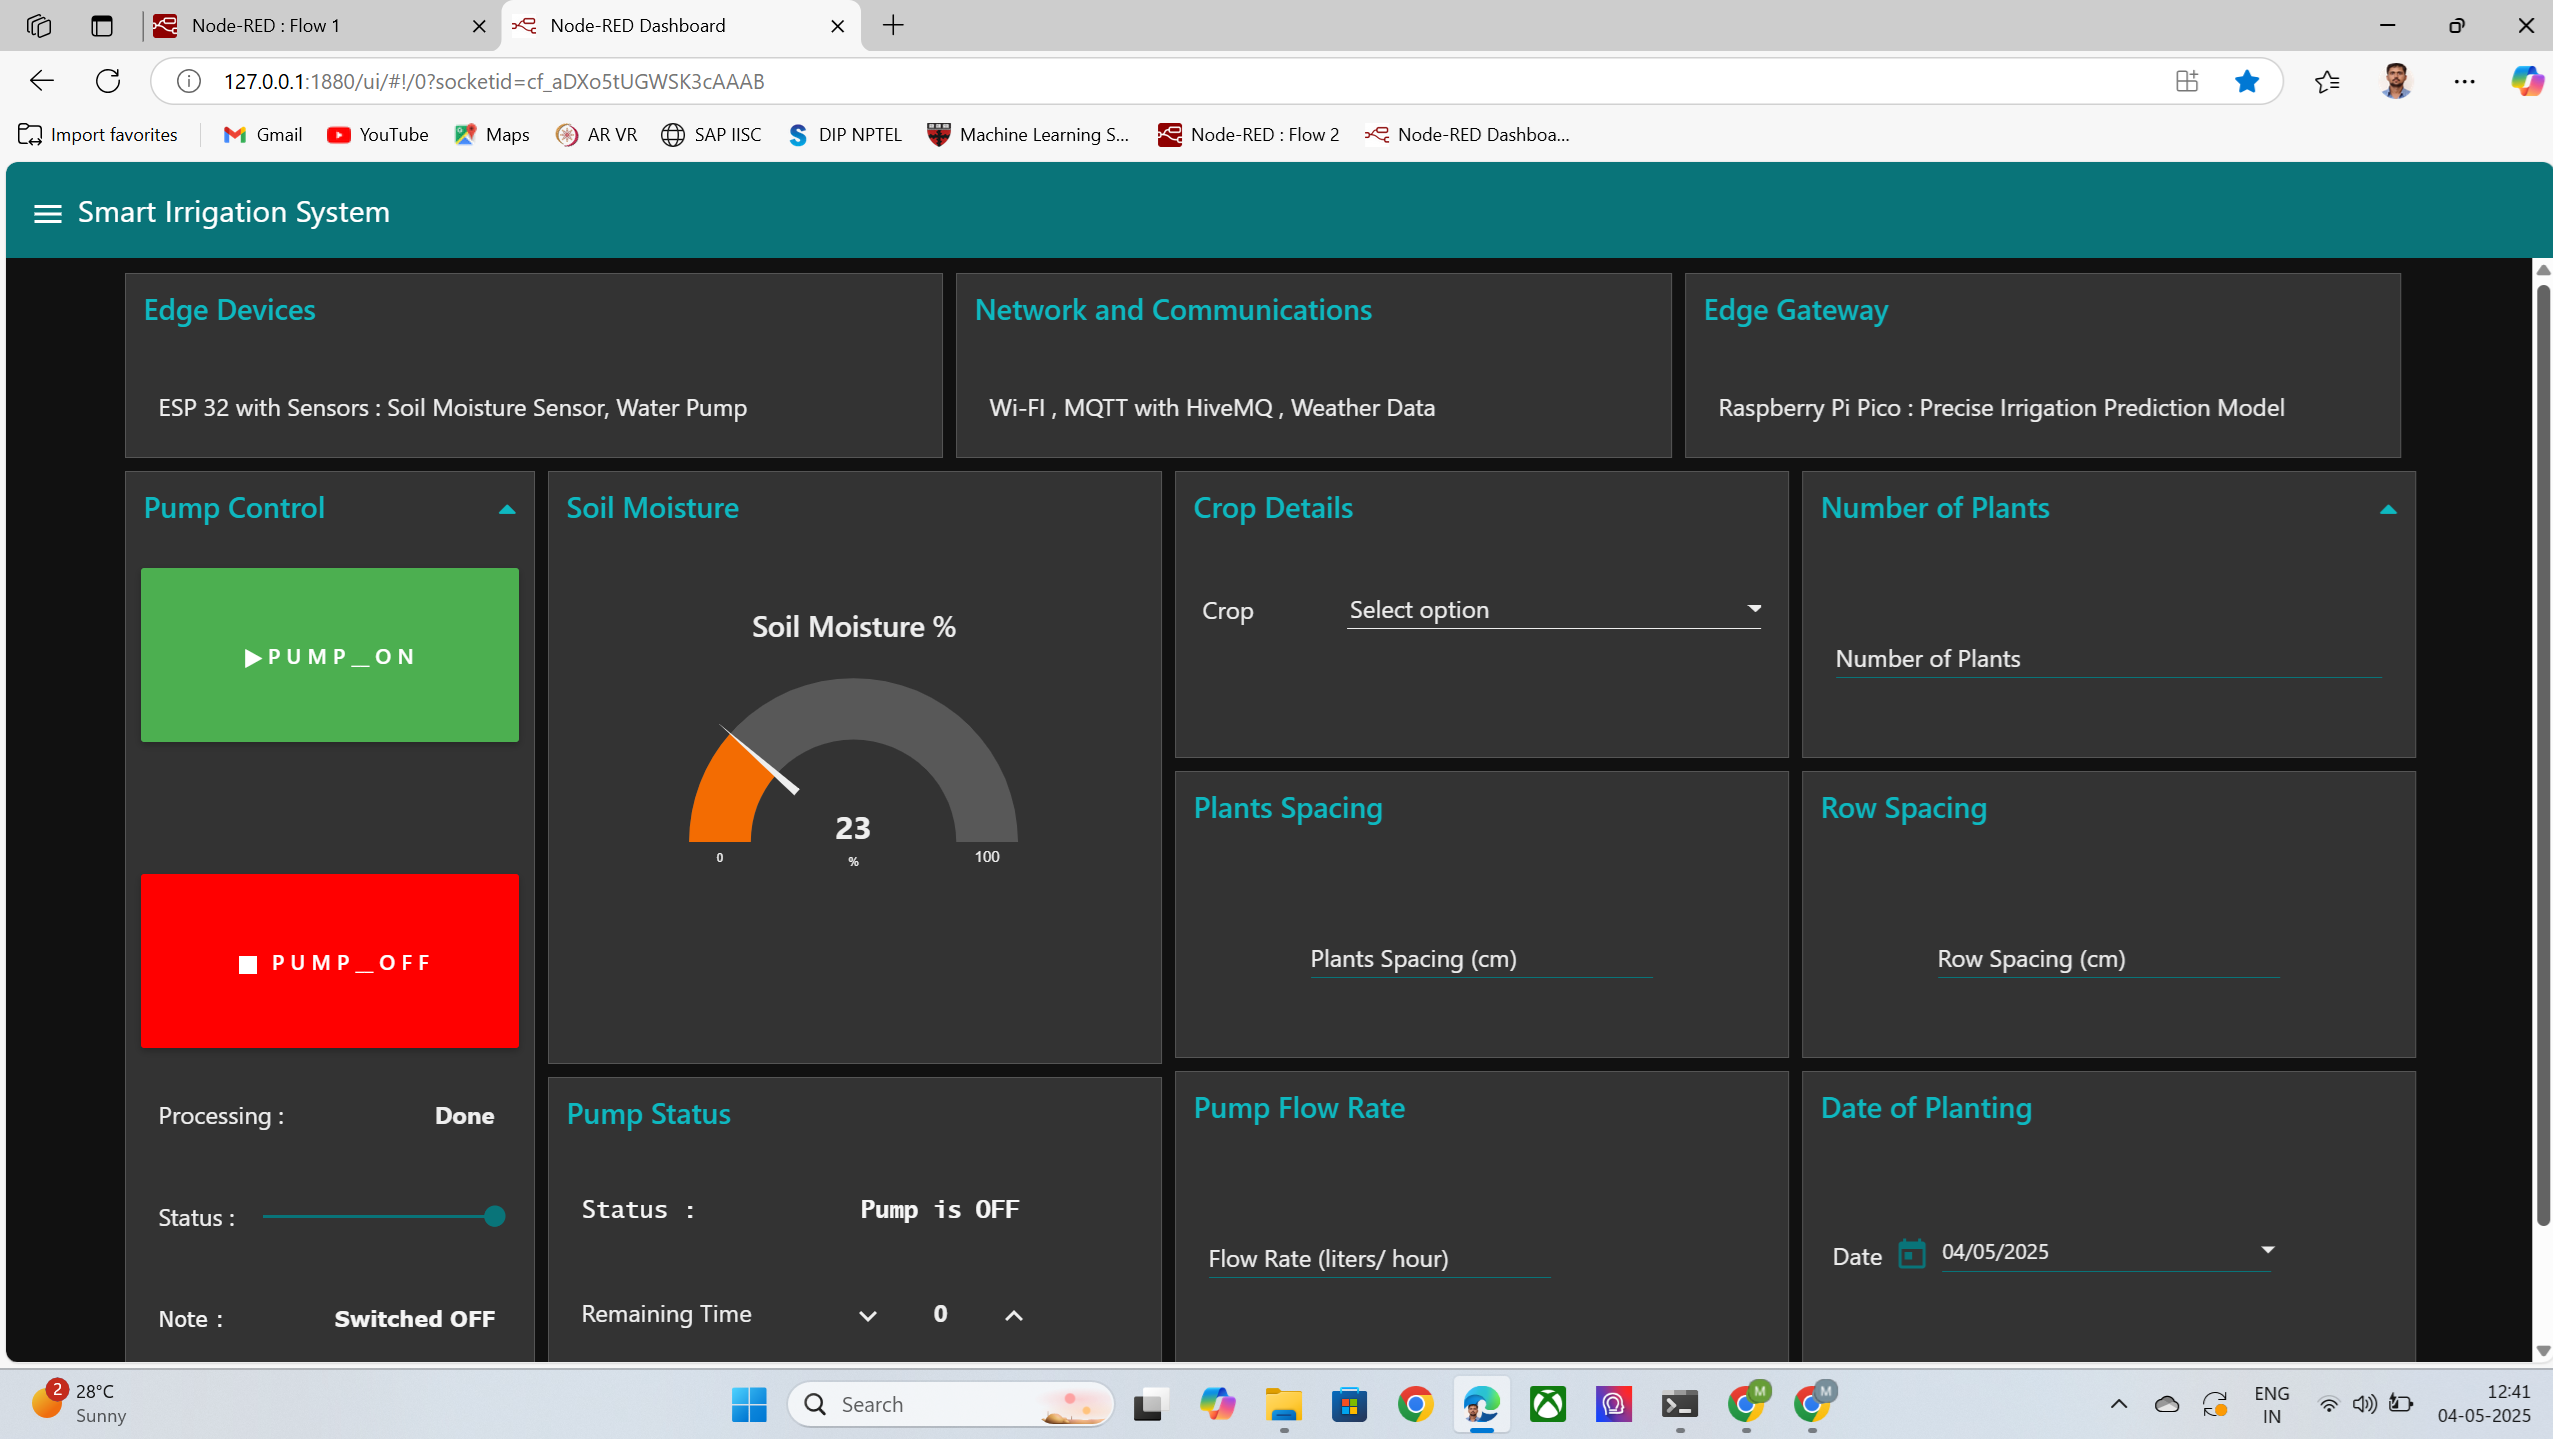 Node-RED : Flow 1
Node-RED Dashboard
127.0.0.1:1880/ui/#!/0?socketid=cf_aDXo5tUGWSK3cAAAB
Import favorites
Gmail
YouTube
Maps
AR VR
SAP IISC
DIP NPTEL
Machine Learning S...
Node-RED : Flow 2
Node-RED Dashboa...
Smart Irrigation System
Edge Devices
ESP 32 with Sensors : Soil Moisture Sensor, Water Pump
Network and Communications
Wi-FI , MQTT with HiveMQ , Weather Data
Edge Gateway
Raspberry Pi Pico : Precise Irrigation Prediction Model
Pump Control
PUMP_ON
PUMP_OFF
Processing : Done
Status :
Note : Switched OFF
Soil Moisture
Soil Moisture %
23
%
0
100
Pump Status
Status : Pump is OFF
Remaining Time 0
Crop Details
Crop Select option
Number of Plants
Number of Plants
Plants Spacing
Plants Spacing (cm)
Row Spacing
Row Spacing (cm)
Pump Flow Rate
Flow Rate (liters/ hour)
Date of Planting
Date 04/05/2025
2
28°C
Sunny
Search
M
M
ENG
IN
12:41
04-05-2025